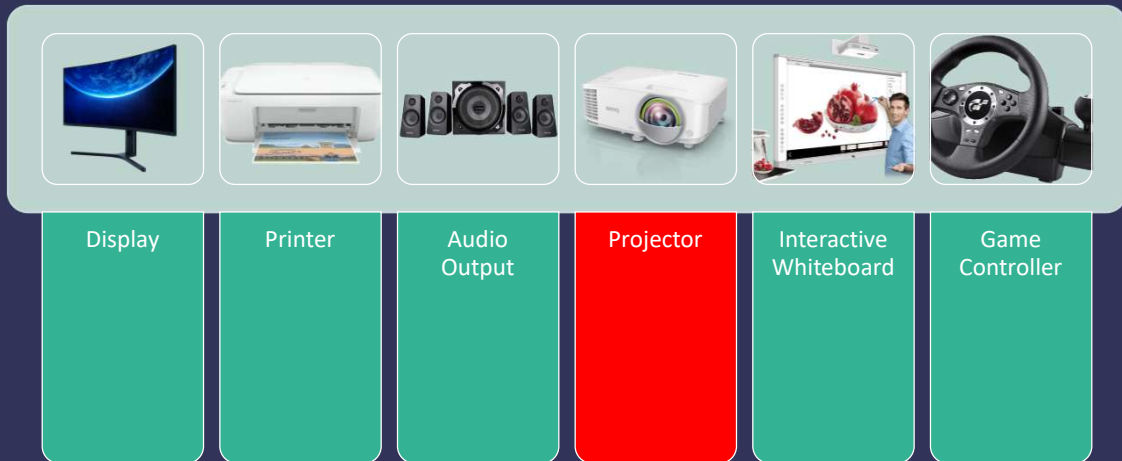 Display
Printer
Audio
Output
Projector
Interactive
Whiteboard
Game
Controller